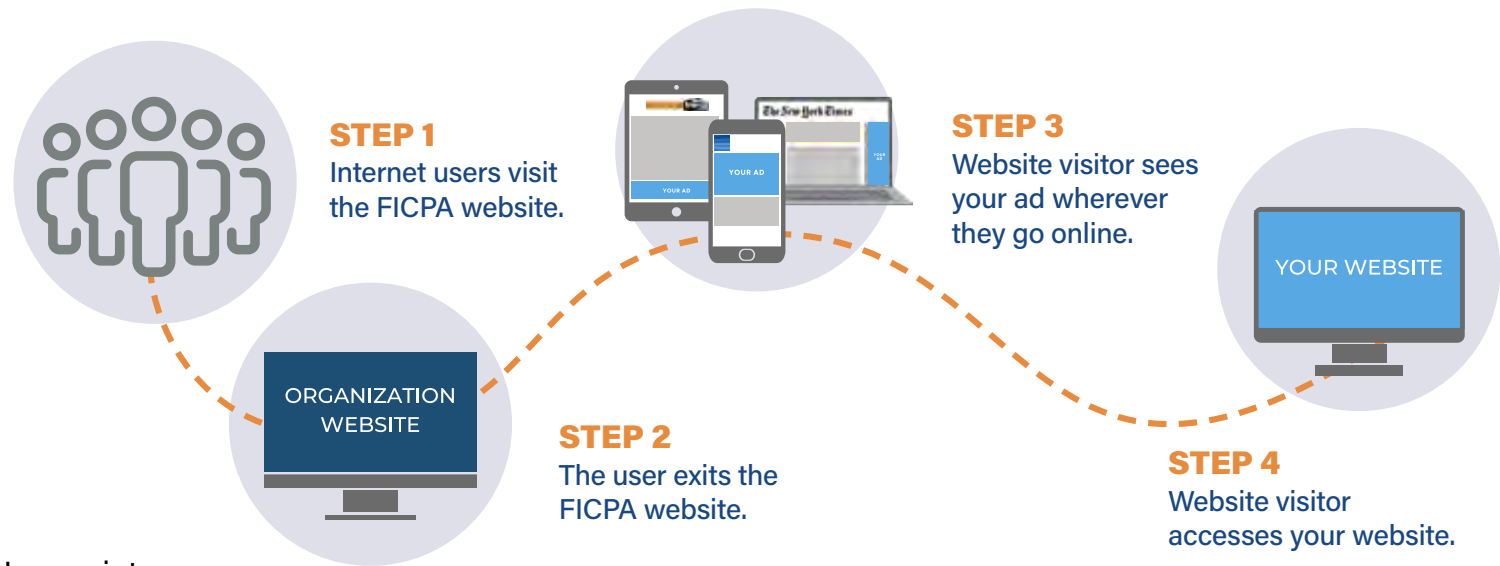 STEP 1
Internet users visit
the FICPA website.
ORGANIZATION
WEBSITE
STEP 2
The user exits the
FICPA website.
YOUR AD
YOUR AD
The New York Times
YOUR
AD
STEP 3
Website visitor sees
your ad wherever
they go online.
YOUR WEBSITE
STEP 4
Website visitor
accesses your website.